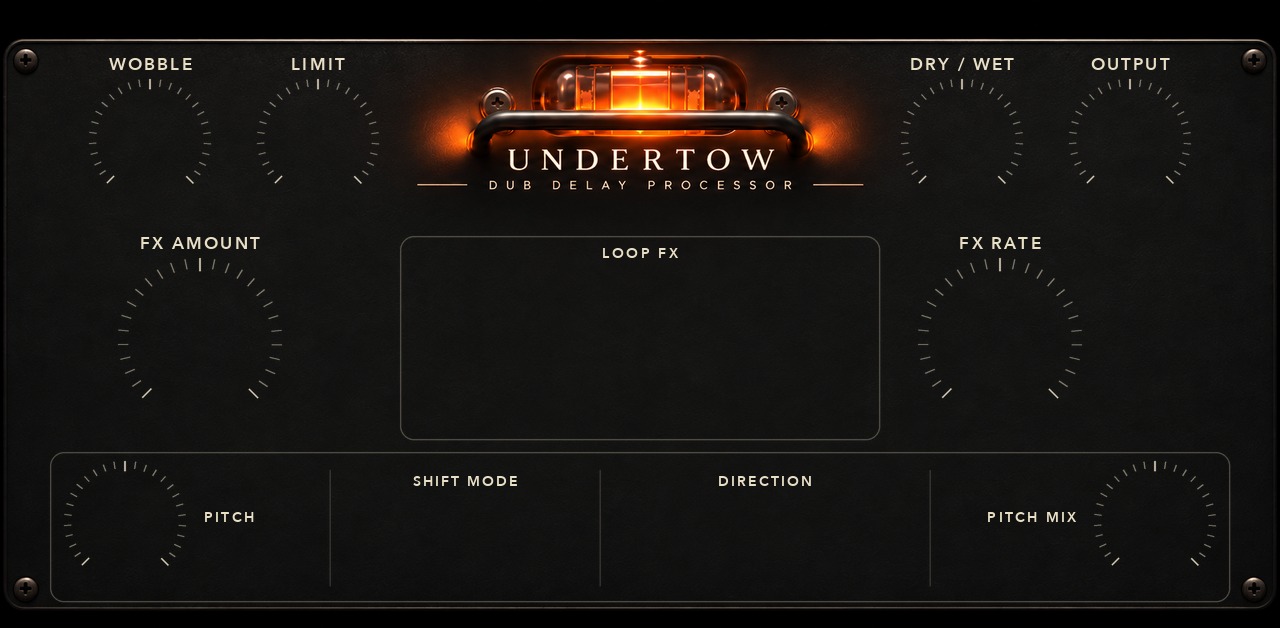 WOBBLE
LIMIT
DRY / WET
OUTPUT
UNDERTOW
DUB DELAY PROCESSOR
FX AMOUNT
LOOP FX
FX RATE
PITCH
SHIFT MODE
DIRECTION
PITCH MIX